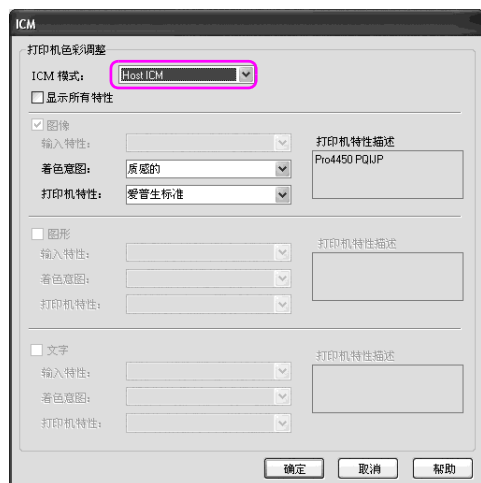 ICM
打印机色彩调整
ICM 模式： Host ICM
显示所有特性
图像
输入特性： 打印机特性描述
着色意图： 质感的 Pro4450 PQIJP
打印机特性： 爱普生标准
图形
输入特性： 打印机特性描述
着色意图：
打印机特性：
文字
输入特性： 打印机特性描述
着色意图：
打印机特性：
确定 取消 帮助